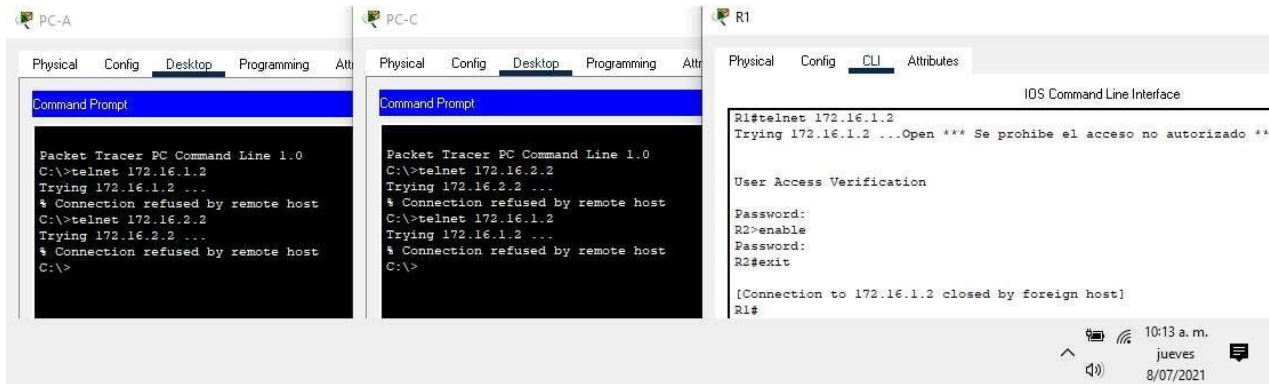 PC-A
Physical Config Desktop Programming Att
Command Prompt
Packet Tracer PC Command Line 1.0
C:\>telnet 172.16.1.2
Trying 172.16.1.2 ...
% Connection refused by remote host
C:\>telnet 172.16.2.2
Trying 172.16.2.2 ...
% Connection refused by remote host
C:\>
PC-C
Physical Config Desktop Programming Attr
Command Prompt
Packet Tracer PC Command Line 1.0
C:\>telnet 172.16.2.2
Trying 172.16.2.2 ...
% Connection refused by remote host
C:\>telnet 172.16.1.2
Trying 172.16.1.2 ...
% Connection refused by remote host
C:\>
R1
Physical Config CLI Attributes
IOS Command Line Interface
R1#telnet 172.16.1.2
Trying 172.16.1.2 ...Open *** Se prohibe el acceso no autorizado **
User Access Verification
Password:
R2>enable
Password:
R2#exit
[Connection to 172.16.1.2 closed by foreign host]
R1#
10:13 a. m.
jueves
8/07/2021